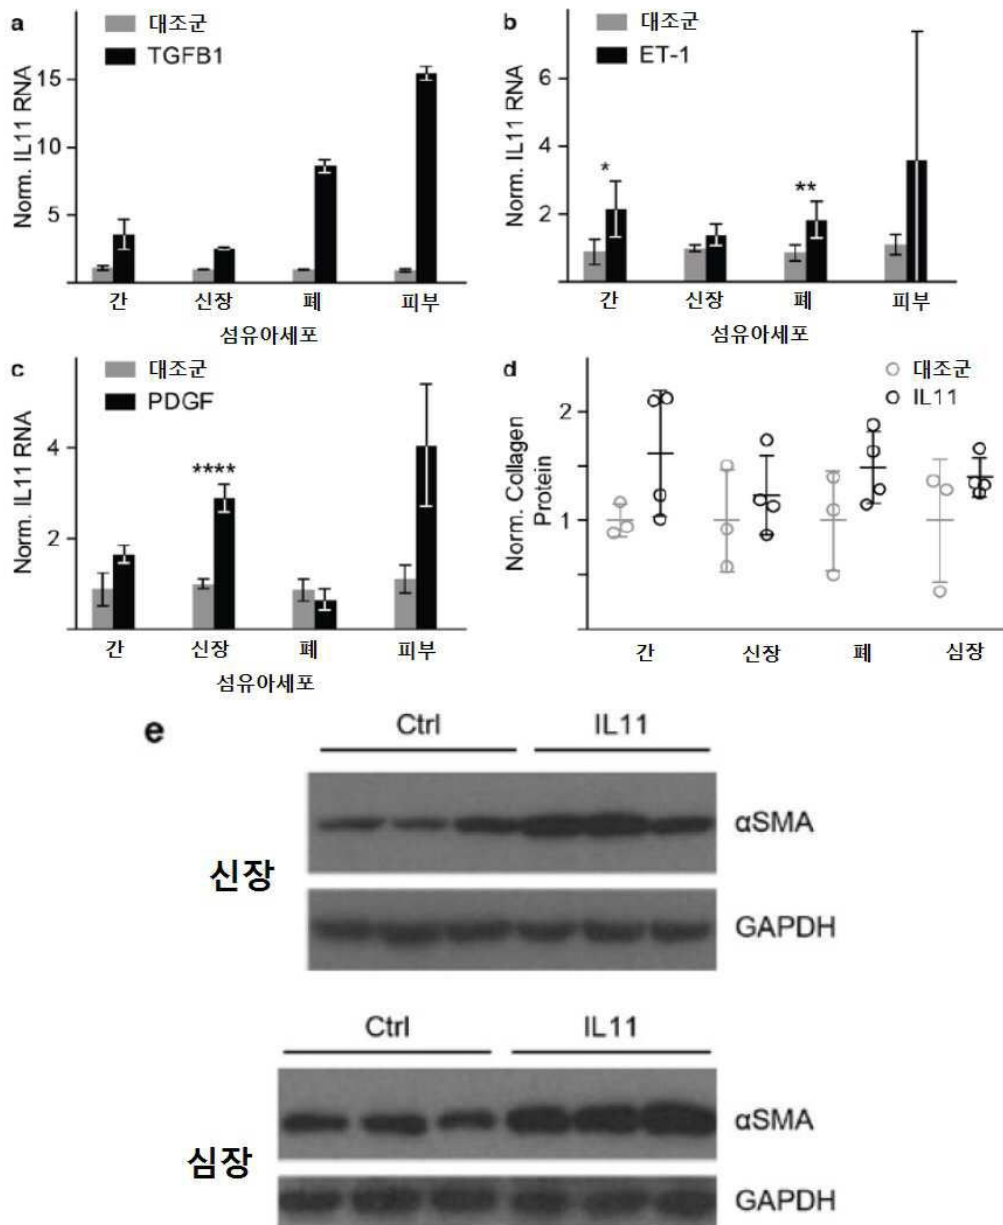 a
대조군
TGFB1
Norm. IL11 RNA
15
10
5
간 신장 폐 피부
섬유아세포
b
대조군
ET-1
Norm. IL11 RNA
6
4
2
*
**
간 신장 폐 피부
섬유아세포
c
대조군
PDGF
Norm. IL11 RNA
4
2
****
간 신장 폐 피부
섬유아세포
d
대조군
IL11
Norm. Collagen
Protein
2
1
간 신장 폐 심장
e
Ctrl IL11
신장
αSMA
GAPDH
Ctrl IL11
심장
αSMA
GAPDH